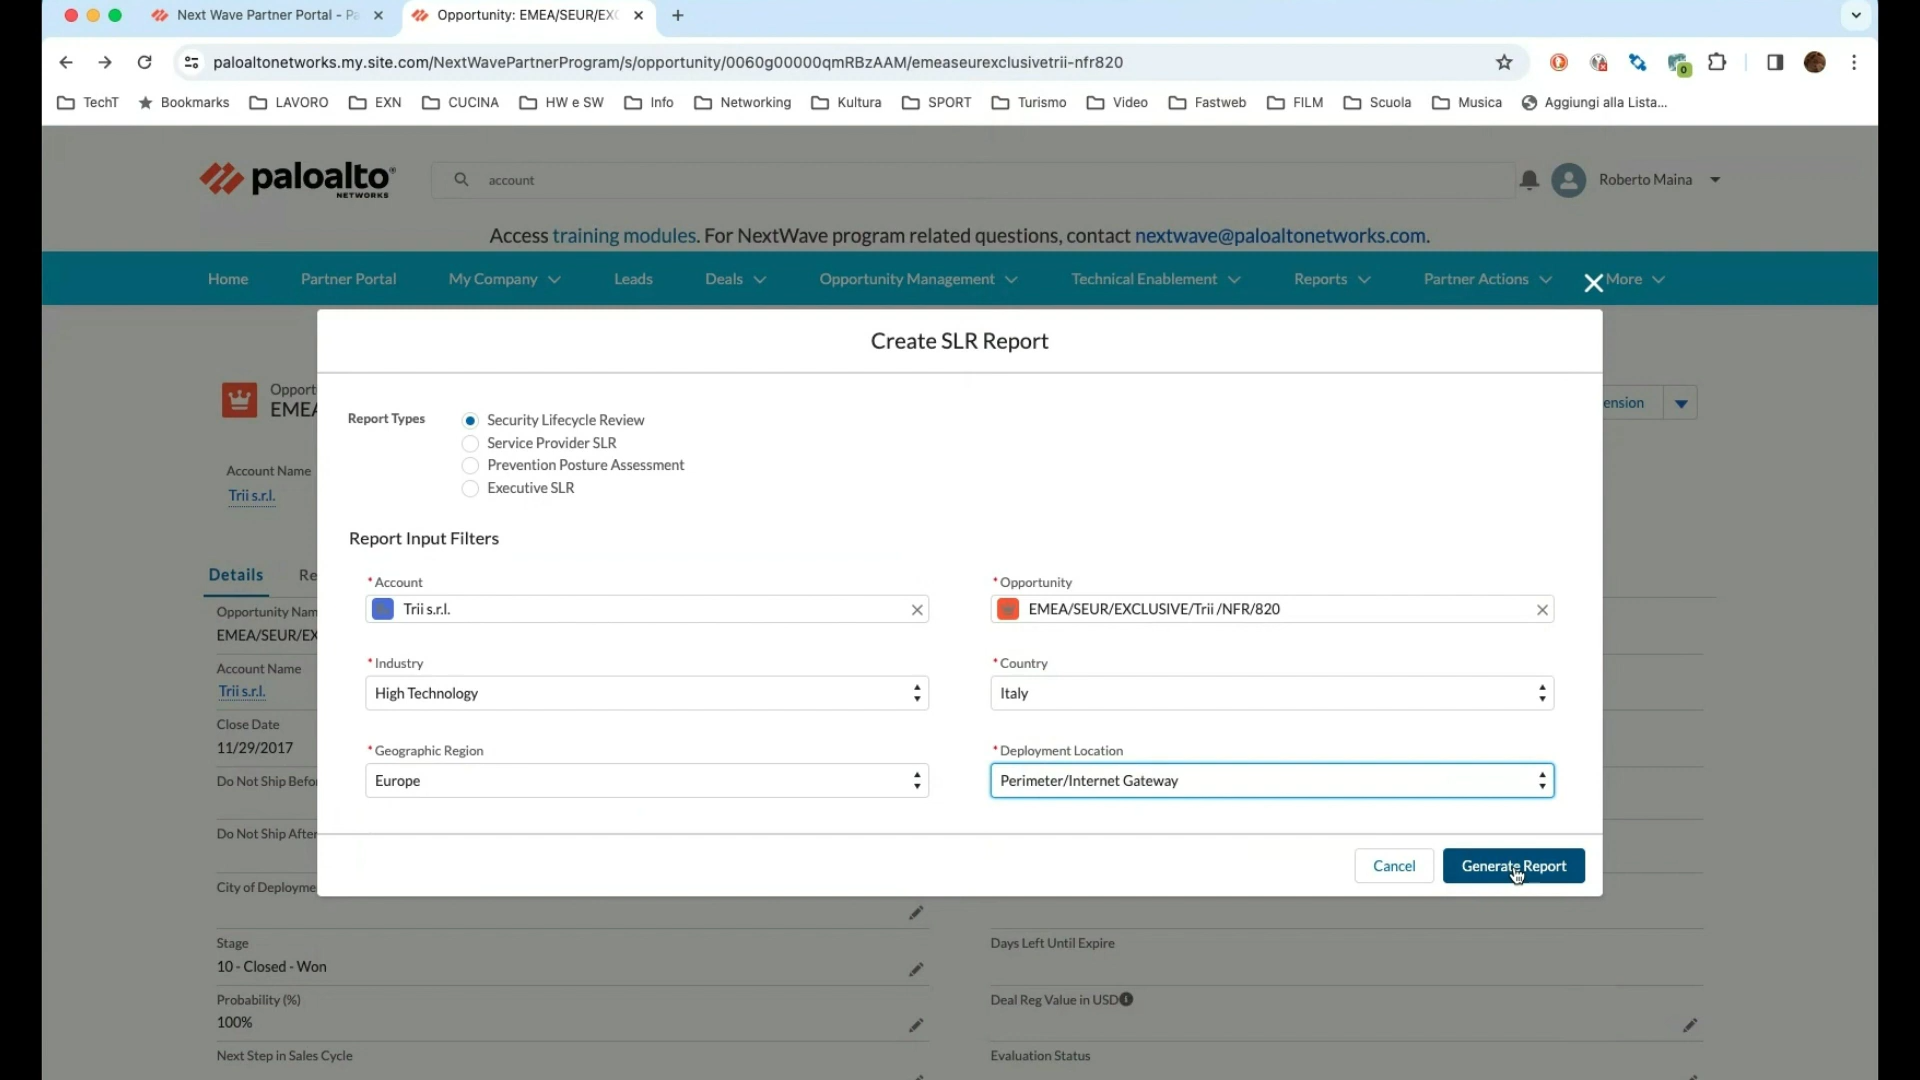 Next Wave Partner Portal - Pa
Opportunity: EMEA/SEUR/EXC
paloaltonetworks.my.site.com/NextWavePartnerProgram/s/opportunity/0060g00000qmRBzAAM/emeaseurexclusivetrii-nfr820
0
TechT Bookmarks LAVORO EXN CUCINA HW e SW Info Networking Kultura SPORT Turismo Video Fastweb FILM Scuola Musica Aggiungi alla Lista...
paloalto
NETWORKS
account
Roberto Maina
Access training modules. For NextWave program related questions, contact nextwave@paloaltonetworks.com.
Home Partner Portal My Company Leads Deals Opportunity Management Technical Enablement Reports Partner Actions More
Create SLR Report
Opport
EMEA
ension
Report Types
Security Lifecycle Review
Service Provider SLR
Prevention Posture Assessment
Executive SLR
Account Name
Trii s.r.l.
Report Input Filters
Details Re
*Account
Trii s.r.l.
*Opportunity
EMEA/SEUR/EXCLUSIVE/Trii /NFR/820
Opportunity Nam
EMEA/SEUR/EX
*Industry
High Technology
*Country
Italy
Account Name
Trii s.r.l.
Close Date
11/29/2017
*Geographic Region
Europe
*Deployment Location
Perimeter/Internet Gateway
Do Not Ship Befo
Do Not Ship After
Cancel Generate Report
City of Deployme
Stage
10 - Closed - Won
Days Left Until Expire
Probability (%)
100%
Deal Reg Value in USD
Next Step in Sales Cycle
Evaluation Status